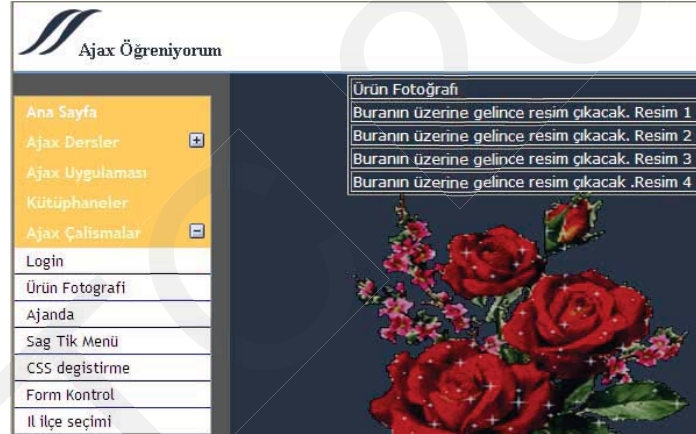 Ajax Öğreniyorum
Ana Sayfa
Ajax Dersler
Ajax Uygulaması
Kütüphaneler
Ajax Çalismalar
Login
Ürün Fotografi
Ajanda
Sag Tik Menü
CSS degistirme
Form Kontrol
Il ilçe seçimi
Ürün Fotoğrafı
Buranın üzerine gelince resim çıkacak. Resim 1
Buranın üzerine gelince resim çıkacak. Resim 2
Buranın üzerine gelince resim çıkacak. Resim 3
Buranın üzerine gelince resim çıkacak .Resim 4